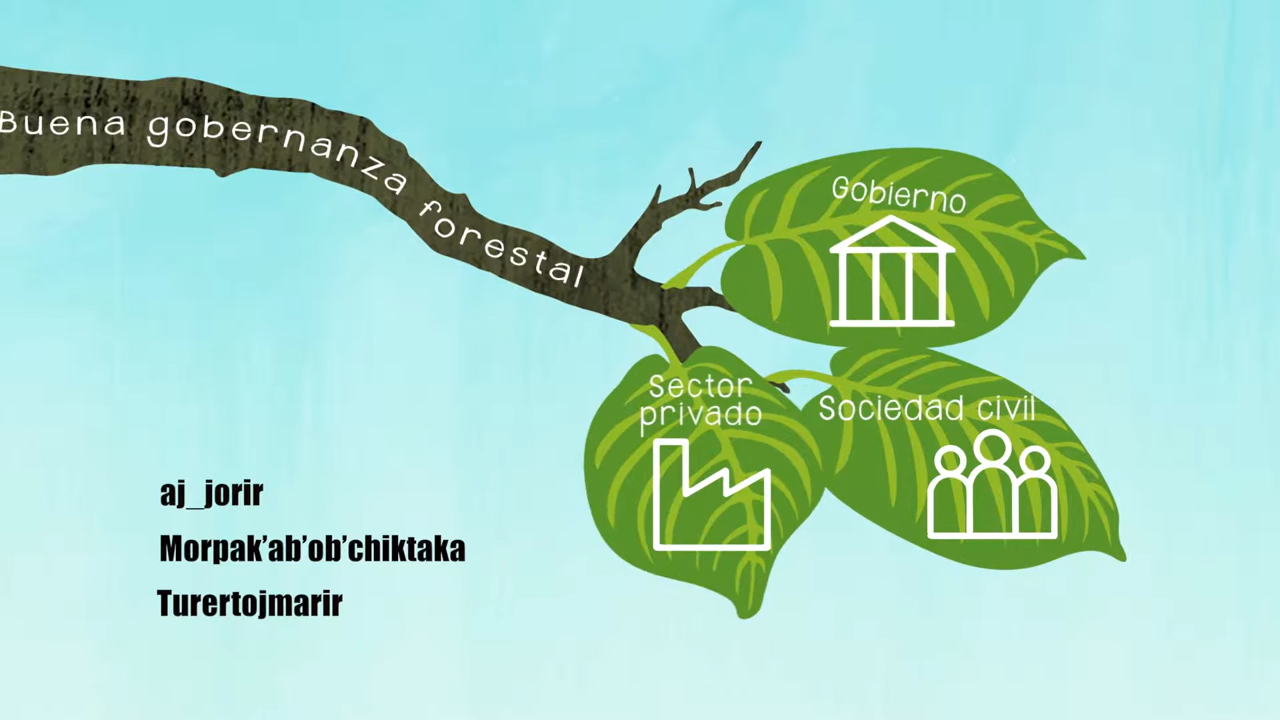 Buena gobernanza forestal
Gobierno
Sector
privado
Sociedad civil
aj_jorir
Morpak’ab’ob’chiktaka
Turertojmarir